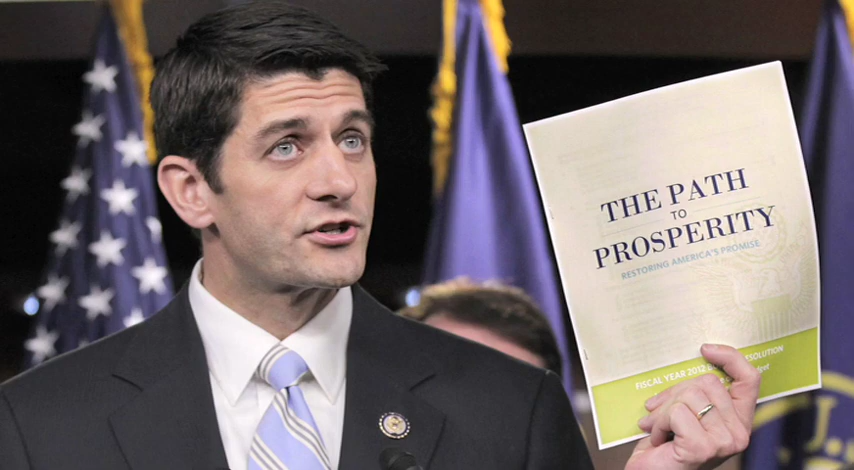 THE PATH
TO
PROSPERITY
RESTORING AMERICA'S PROMISE
FISCAL YEAR 2012 B RESOLUTION